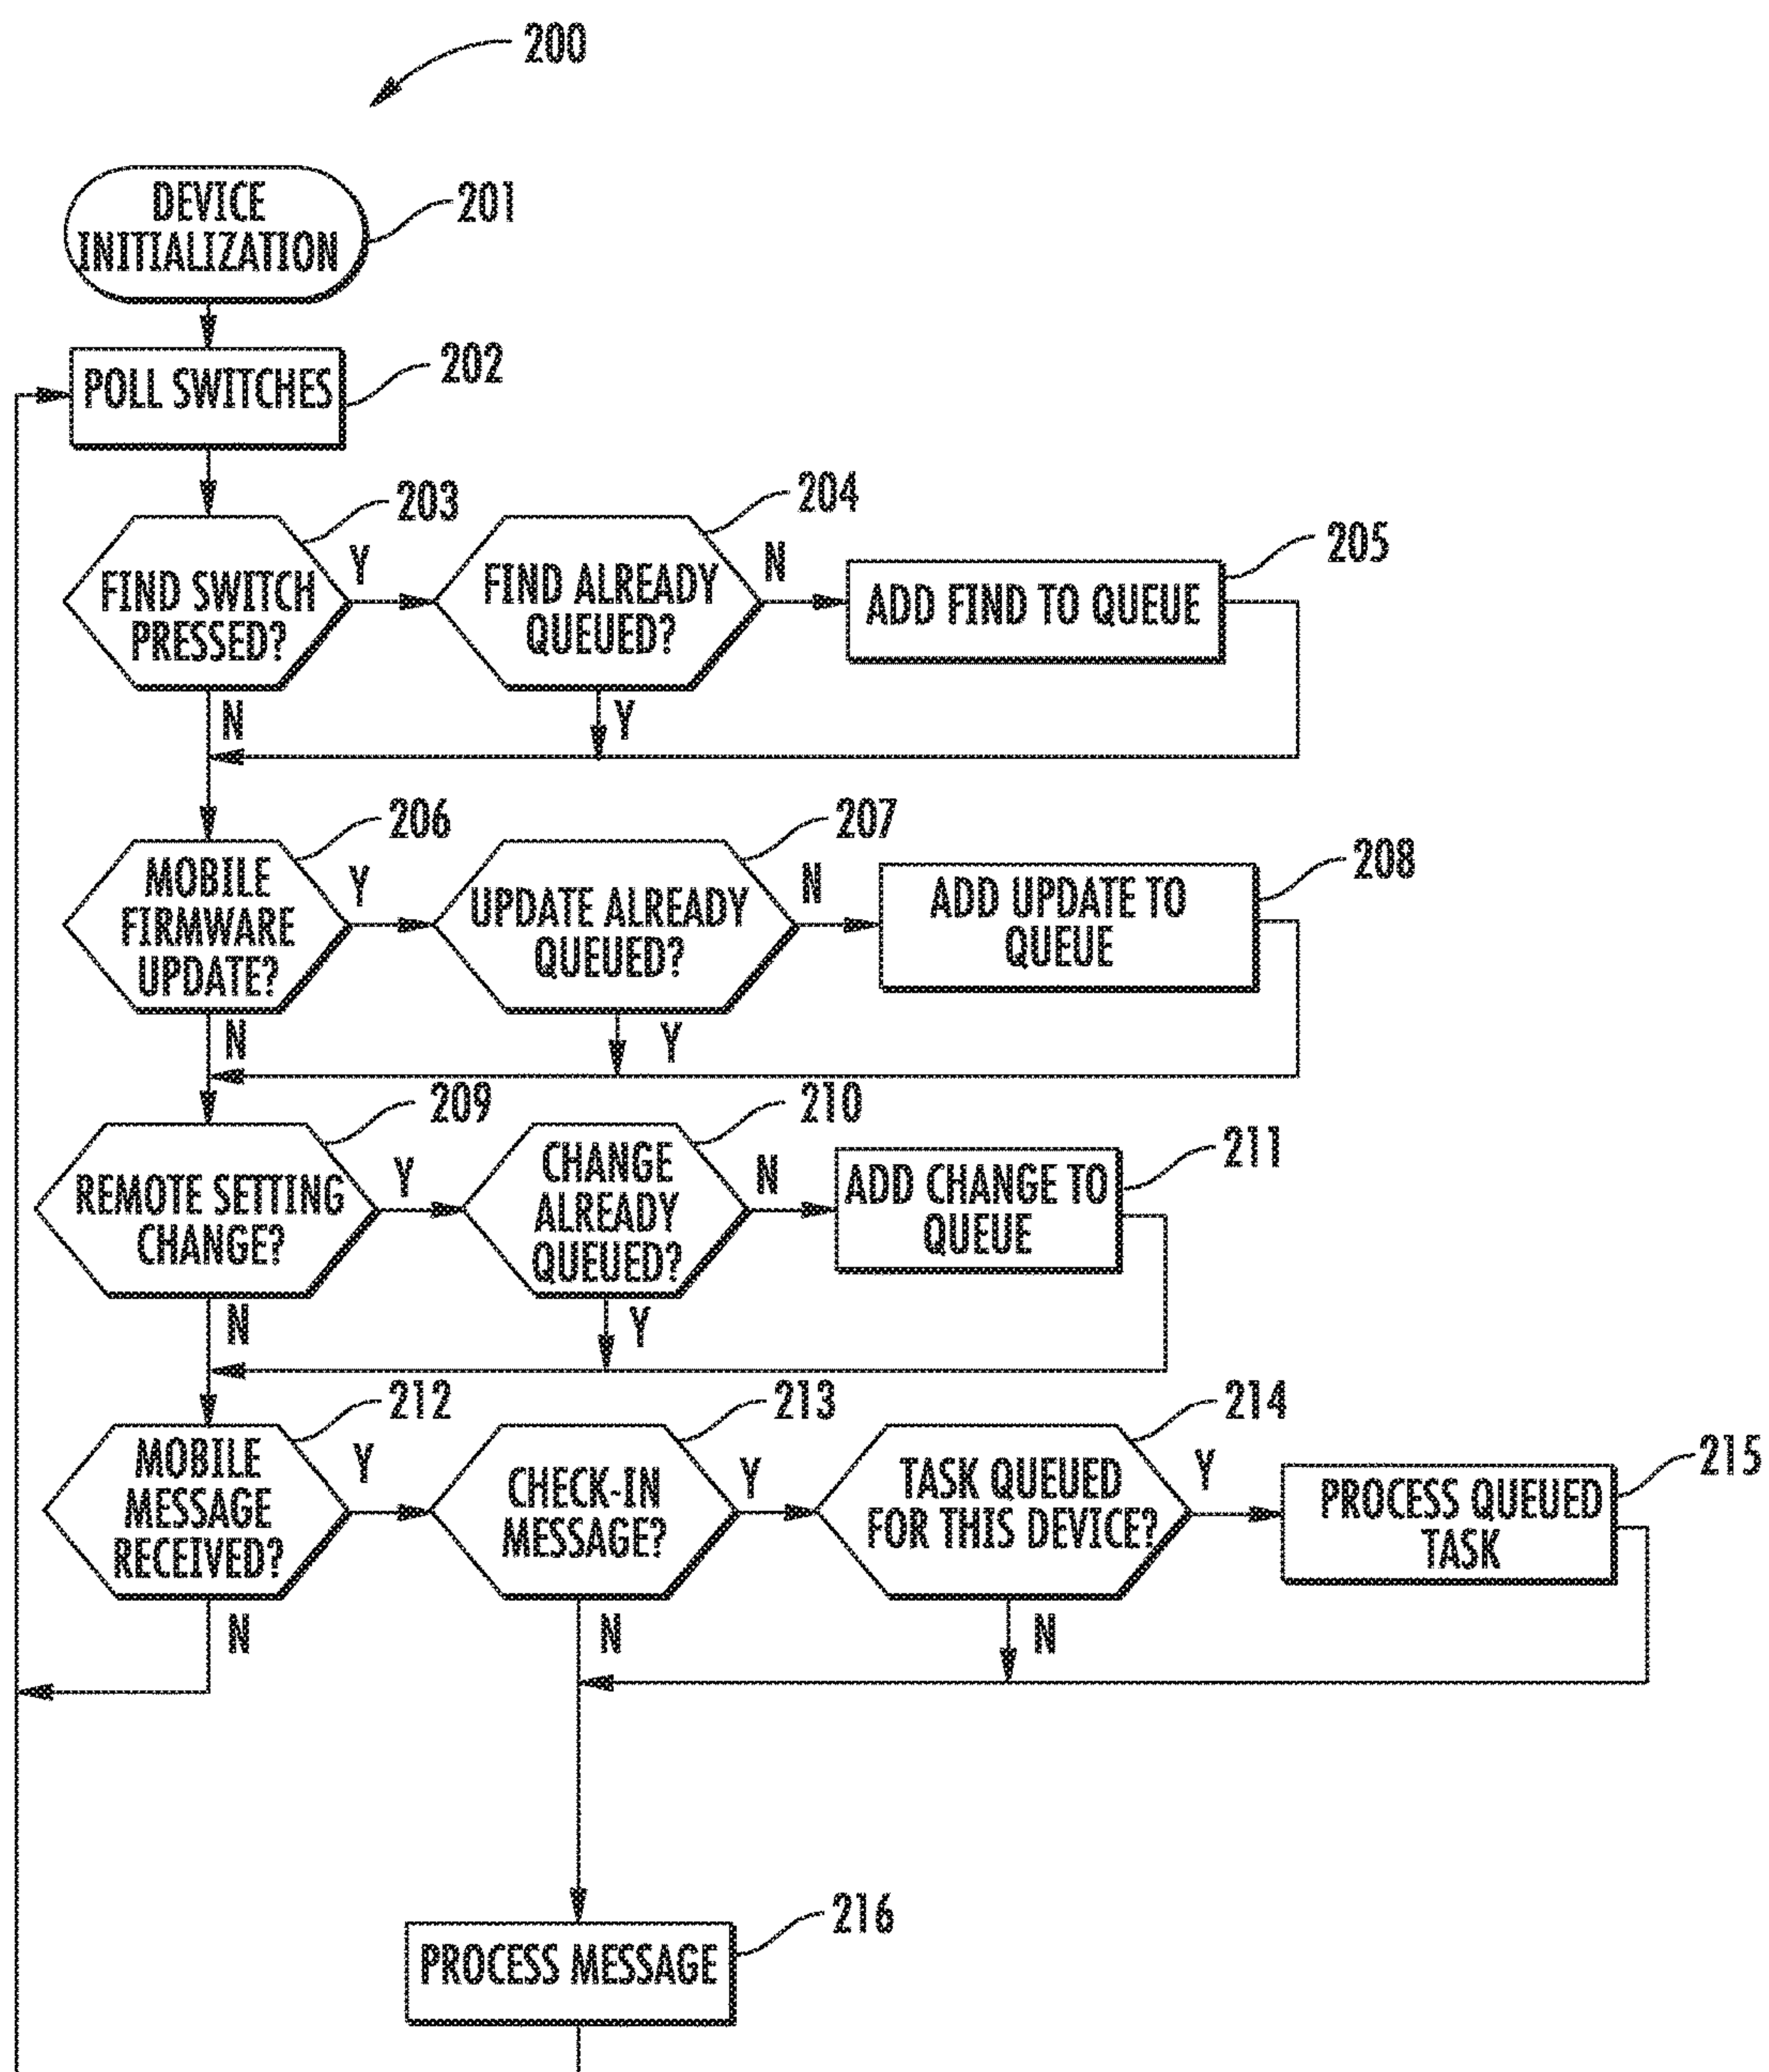 200
DEVICE
INITIALIZATION
201
POLL SWITCHES
202
203
FIND SWITCH
PRESSED?
Y
N
204
FIND ALREADY
QUEUED?
N
Y
205
ADD FIND TO QUEUE
206
MOBILE
FIRMWARE
UPDATE?
Y
N
207
UPDATE ALREADY
QUEUED?
N
Y
208
ADD UPDATE TO
QUEUE
209
REMOTE SETTING
CHANGE?
Y
N
210
CHANGE
ALREADY
QUEUED?
N
Y
211
ADD CHANGE TO
QUEUE
212
MOBILE
MESSAGE
RECEIVED?
Y
N
213
CHECK-IN
MESSAGE?
Y
N
214
TASK QUEUED
FOR THIS DEVICE?
Y
N
215
PROCESS QUEUED
TASK
216
PROCESS MESSAGE